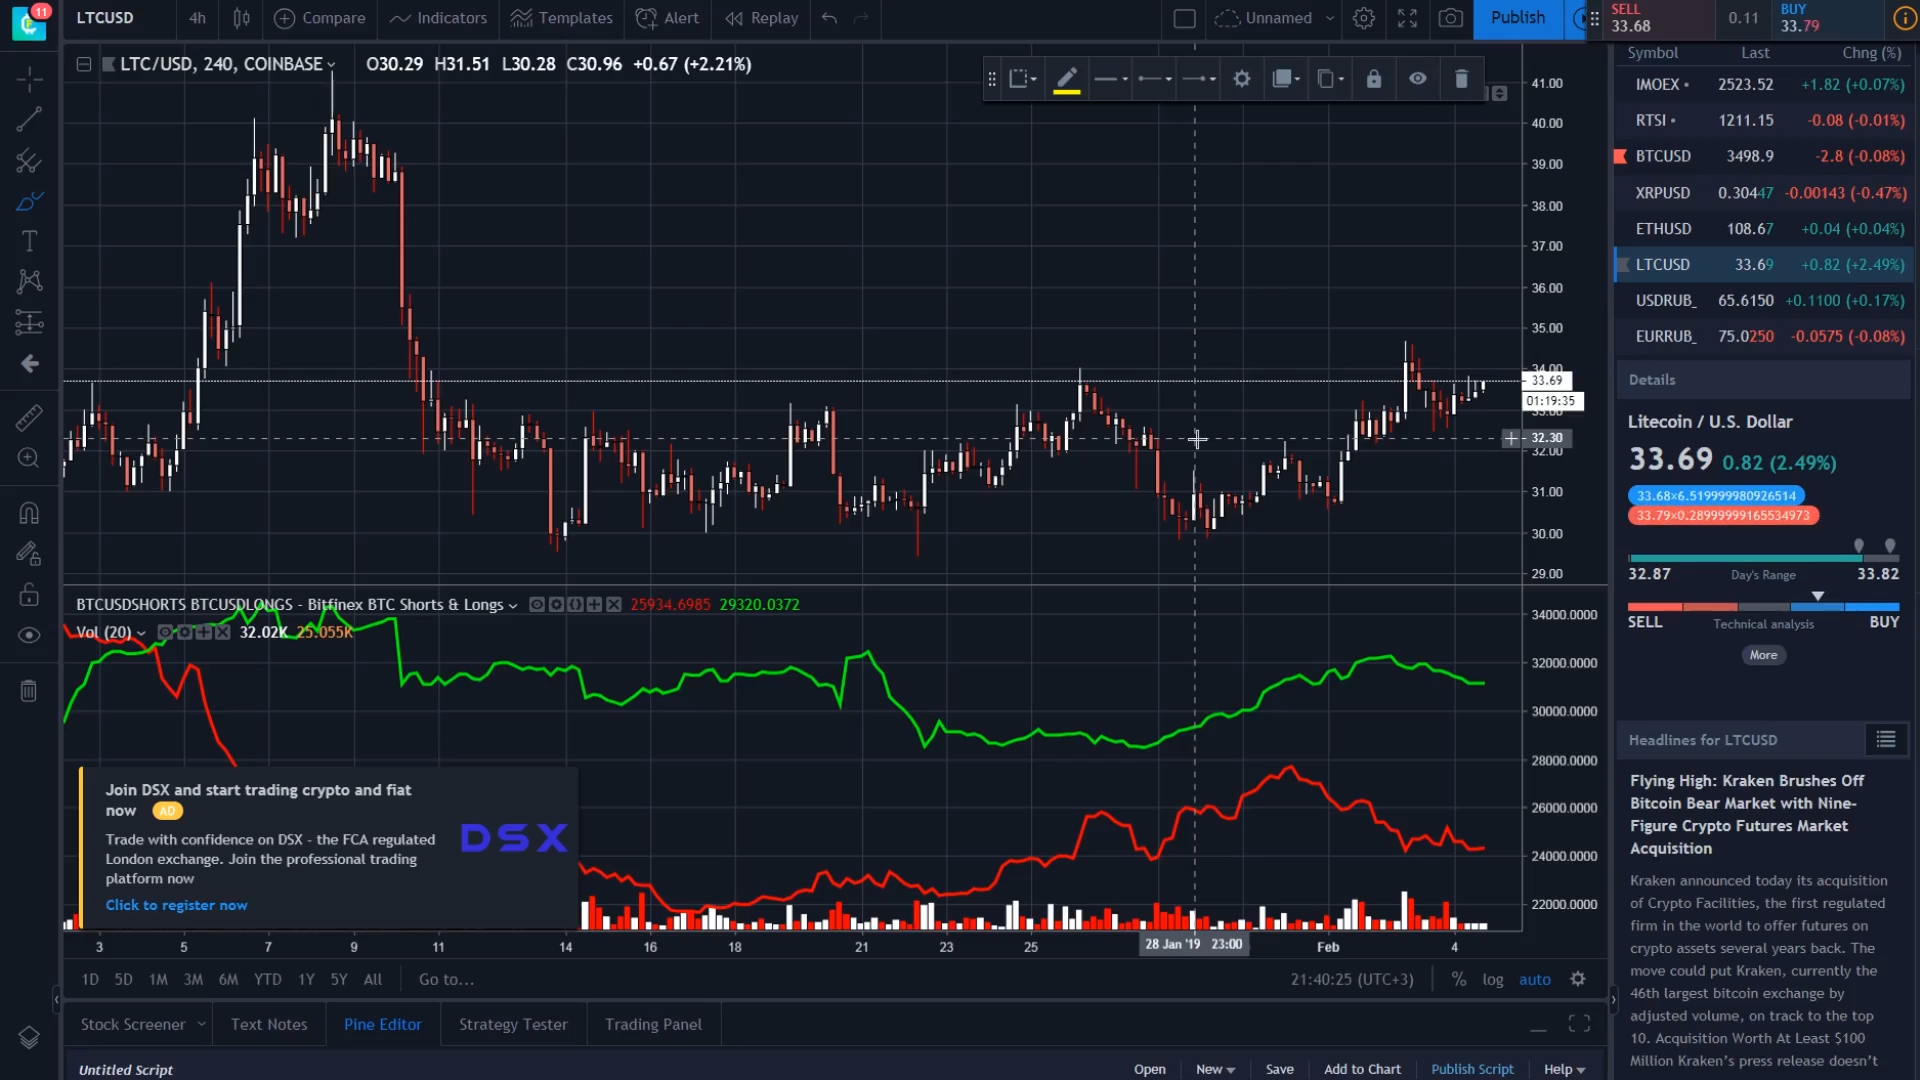 11
LTCUSD
4h
Compare
Indicators
Templates
Alert
Replay
Unnamed
Publish
SELL
33.68
0.11
BUY
33.79
LTC/USD, 240, COINBASE
O30.29 H31.51 L30.28 C30.96 +0.67 (+2.21%)
41.00
40.00
39.00
38.00
37.00
36.00
35.00
34.00
33.69
01:19:35
33.00
32.30
32.00
31.00
30.00
29.00
BTCUSDSHORTS BTCUSDLONGS - Bitfinex BTC Shorts & Longs
25934.6985 29320.0372
Vol (20)
32.02K 25.055K
34000.0000
32000.0000
30000.0000
28000.0000
26000.0000
24000.0000
22000.0000
Join DSX and start trading crypto and fiat
now AD
Trade with confidence on DSX - the FCA regulated
London exchange. Join the professional trading
platform now
Click to register now
DSX
3 5 7 9 11 14 16 18 21 23 25 28 Jan '19 23:00 Feb 4
1D 5D 1M 3M 6M YTD 1Y 5Y All Go to...
21:40:25 (UTC+3) % log auto
Stock Screener Text Notes Pine Editor Strategy Tester Trading Panel
Untitled Script
Open New Save Add to Chart Publish Script Help
Symbol Last Chng (%)
IMOEX 2523.52 +1.82 (+0.07%)
RTSI 1211.15 -0.08 (-0.01%)
BTCUSD 3498.9 -2.8 (-0.08%)
XRPUSD 0.30447 -0.00143 (-0.47%)
ETHUSD 108.67 +0.04 (+0.04%)
LTCUSD 33.69 +0.82 (+2.49%)
USDRUB_ 65.6150 +0.1100 (+0.17%)
EURRUB_ 75.0250 -0.0575 (-0.08%)
Details
Litecoin / U.S. Dollar
33.69 0.82 (2.49%)
33.68×6.519999980926514
33.79×0.28999999165534973
32.87 Day's Range 33.82
SELL Technical analysis BUY
More
Headlines for LTCUSD
Flying High: Kraken Brushes Off
Bitcoin Bear Market with Nine-
Figure Crypto Futures Market
Acquisition
Kraken announced today its acquisition
of Crypto Facilities, the first regulated
firm in the world to offer futures on
crypto assets several years back. The
move could put Kraken, currently the
46th largest bitcoin exchange by
adjusted volume, on track to the top
10. Acquisition Worth At Least $100
Million Kraken's press release doesn't